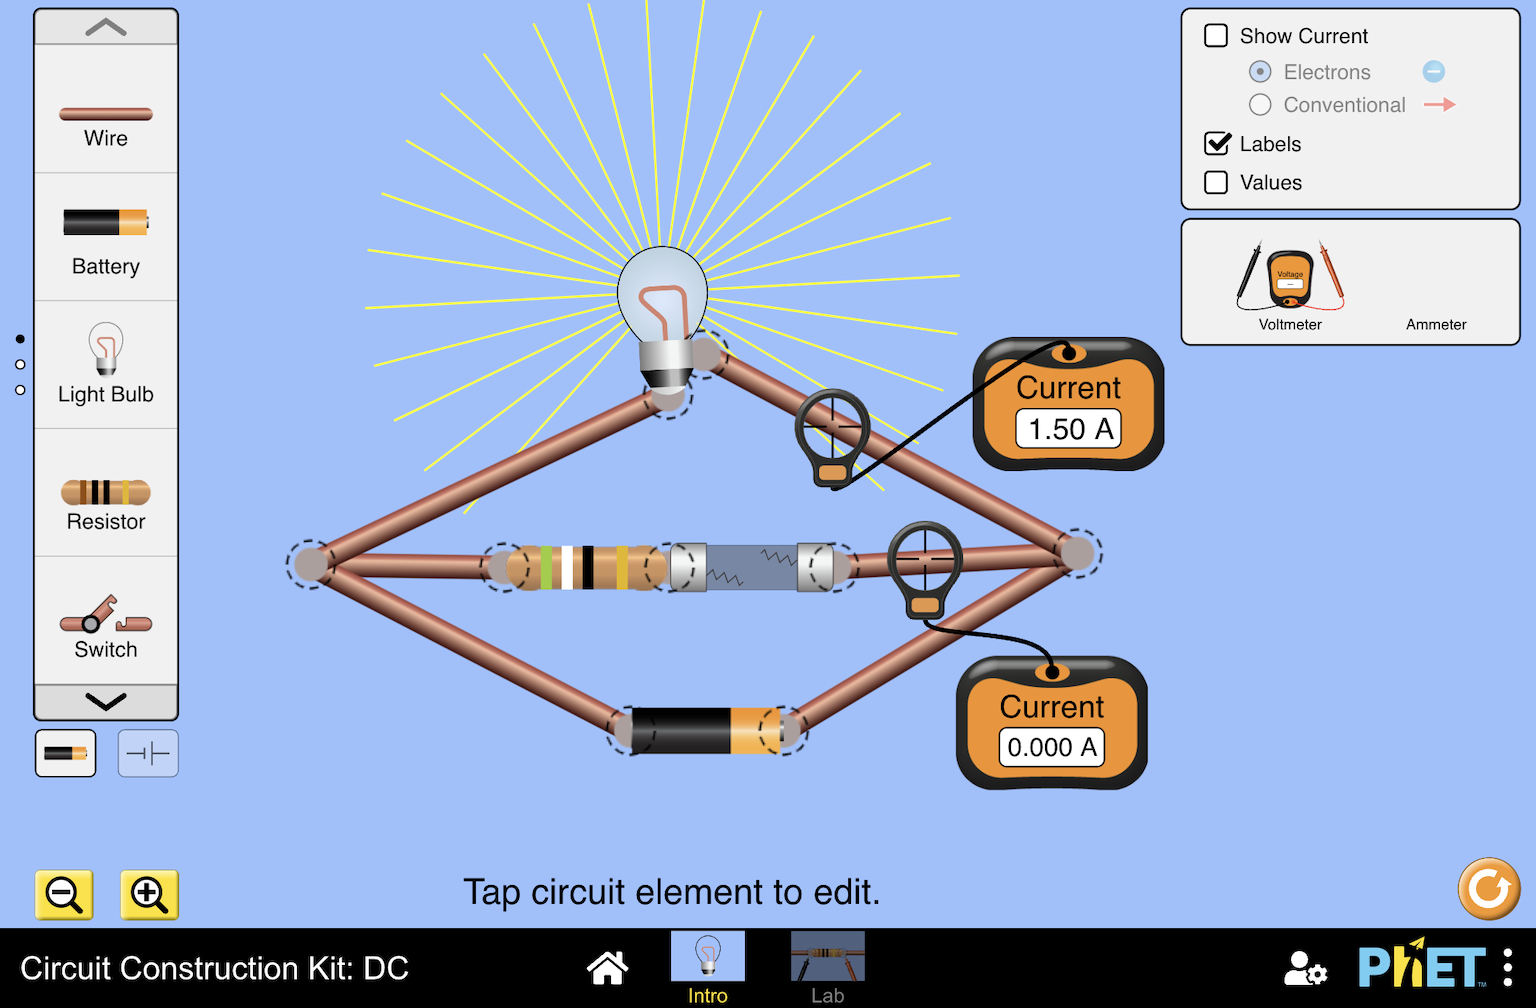 Wire
Battery
Light Bulb
Resistor
Switch
Show Current
Electrons
Conventional
Labels
Values
Voltage
Voltmeter
Ammeter
Current
1.50 A
Current
0.000 A
Tap circuit element to edit.
Circuit Construction Kit: DC
Intro
Lab
PhET